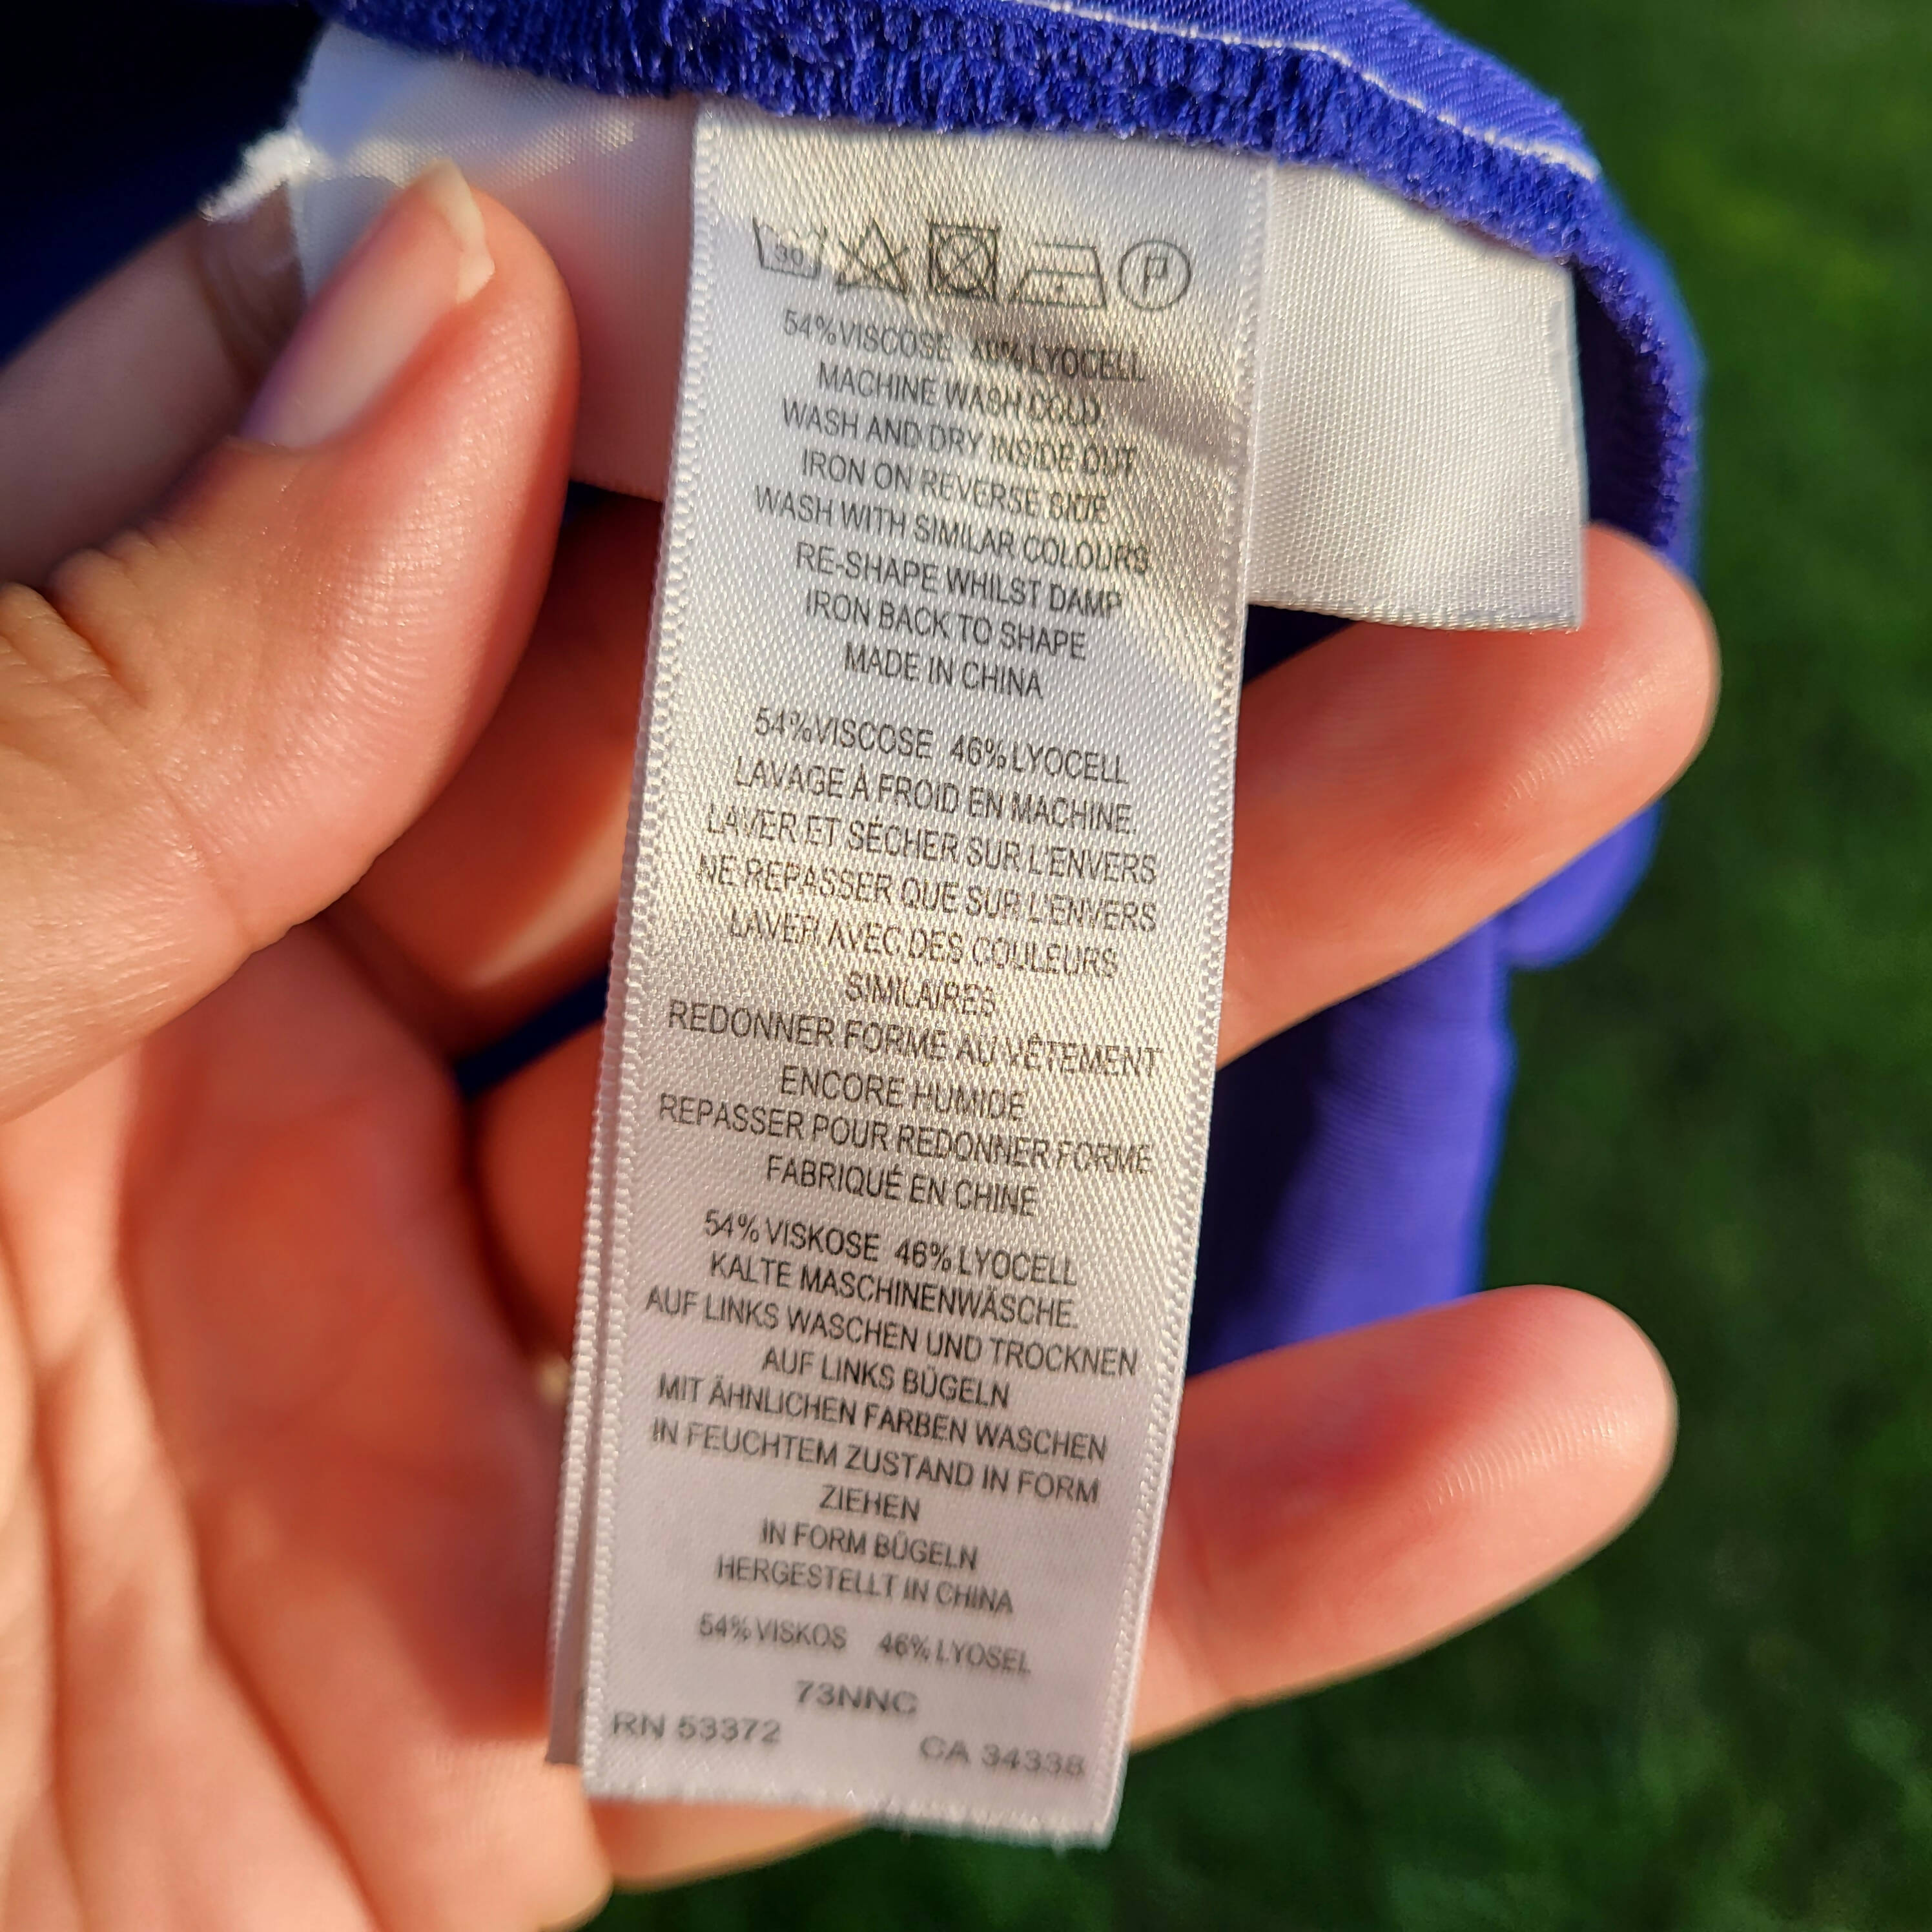 30 P
54%VISCOSE 46%LYOCELL
MACHINE WASH COLD.
WASH AND DRY INSIDE OUT
IRON ON REVERSE SIDE
WASH WITH SIMILAR COLOURS
RE-SHAPE WHILST DAMP
IRON BACK TO SHAPE
MADE IN CHINA
54%VISCOSE 46%LYOCELL
LAVAGE À FROID EN MACHINE.
LAVER ET SÉCHER SUR L'ENVERS
NE REPASSER QUE SUR L'ENVERS
LAVER AVEC DES COULEURS
SIMILAIRES
REDONNER FORME AU VÊTEMENT
ENCORE HUMIDE
REPASSER POUR REDONNER FORME
FABRIQUÉ EN CHINE
54% VISKOSE 46% LYOCELL
KALTE MASCHINENWÄSCHE.
AUF LINKS WASCHEN UND TROCKNEN
AUF LINKS BÜGELN
MIT ÄHNLICHEN FARBEN WASCHEN
IN FEUCHTEM ZUSTAND IN FORM
ZIEHEN
IN FORM BÜGELN
HERGESTELLT IN CHINA
54% VISKOS 46% LYOSEL
73NNC
RN 53372 CA 34338